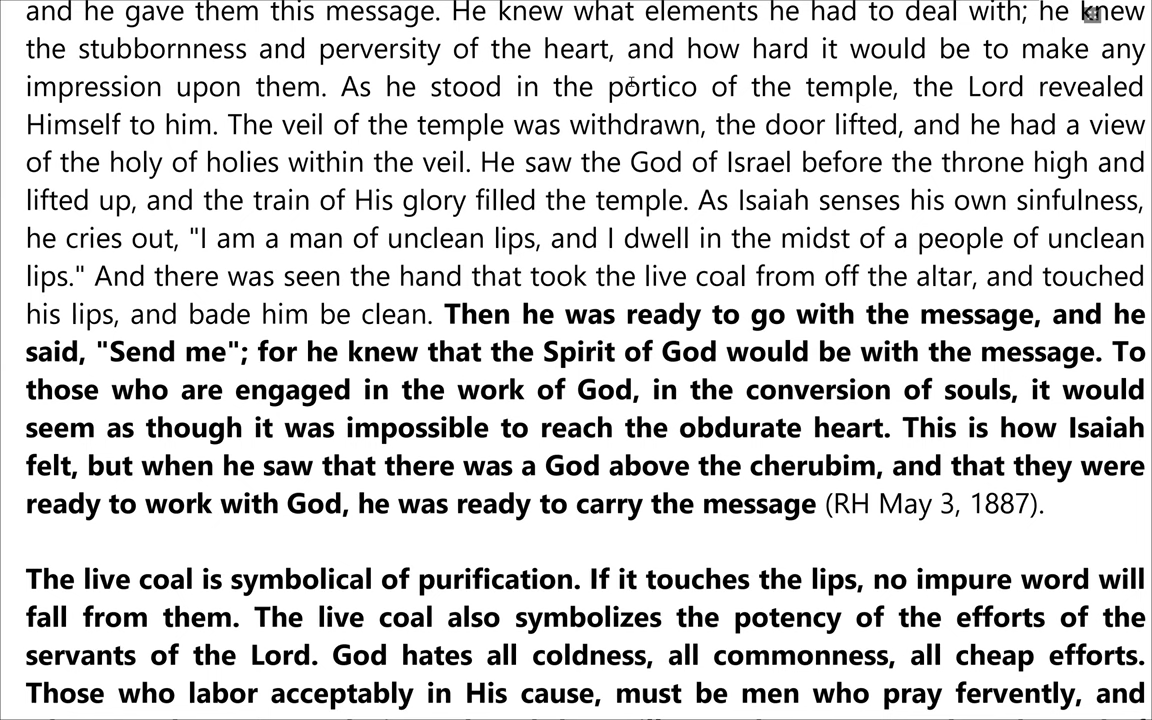 and he gave them this message. He knew what elements he had to deal with; he knew
the stubbornness and perversity of the heart, and how hard it would be to make any
impression upon them. As he stood in the portico of the temple, the Lord revealed
Himself to him. The veil of the temple was withdrawn, the door lifted, and he had a view
of the holy of holies within the veil. He saw the God of Israel before the throne high and
lifted up, and the train of His glory filled the temple. As Isaiah senses his own sinfulness,
he cries out, "I am a man of unclean lips, and I dwell in the midst of a people of unclean
lips." And there was seen the hand that took the live coal from off the altar, and touched
his lips, and bade him be clean. Then he was ready to go with the message, and he
said, "Send me"; for he knew that the Spirit of God would be with the message. To
those who are engaged in the work of God, in the conversion of souls, it would
seem as though it was impossible to reach the obdurate heart. This is how Isaiah
felt, but when he saw that there was a God above the cherubim, and that they were
ready to work with God, he was ready to carry the message (RH May 3, 1887).
The live coal is symbolical of purification. If it touches the lips, no impure word will
fall from them. The live coal also symbolizes the potency of the efforts of the
servants of the Lord. God hates all coldness, all commonness, all cheap efforts.
Those who labor acceptably in His cause, must be men who pray fervently, and